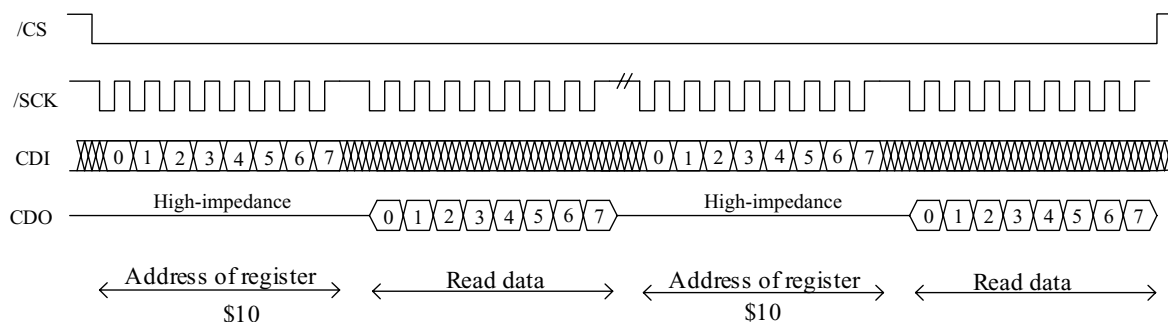 /CS
/SCK
CDI 0 1 2 3 4 5 6 7 0 1 2 3 4 5 6 7
CDO High-impedance 0 1 2 3 4 5 6 7 High-impedance 0 1 2 3 4 5 6 7
Address of register Read data Address of register Read data
$10 $10